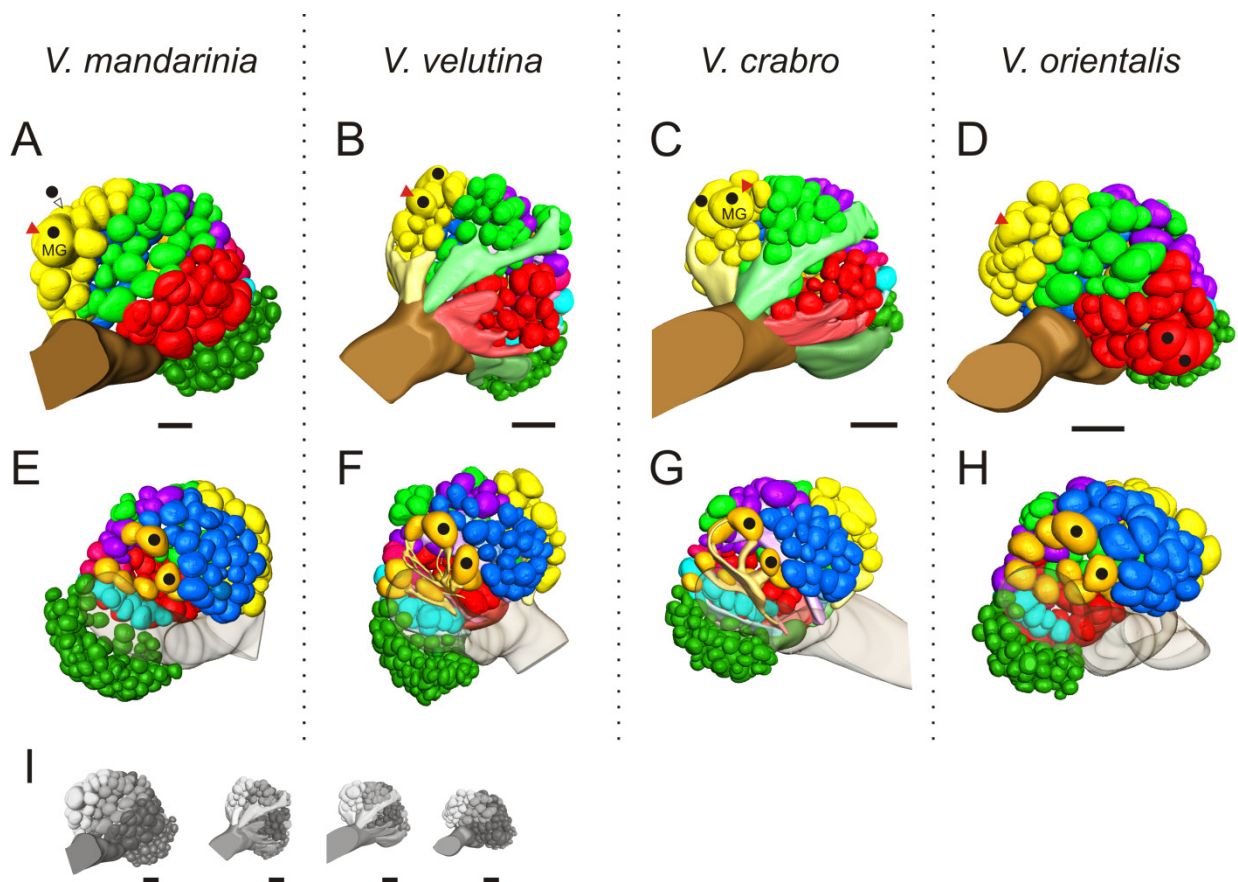 V. mandarinia V. velutina V. crabro V. orientalis
A B C D
MG MG
E F G H
I